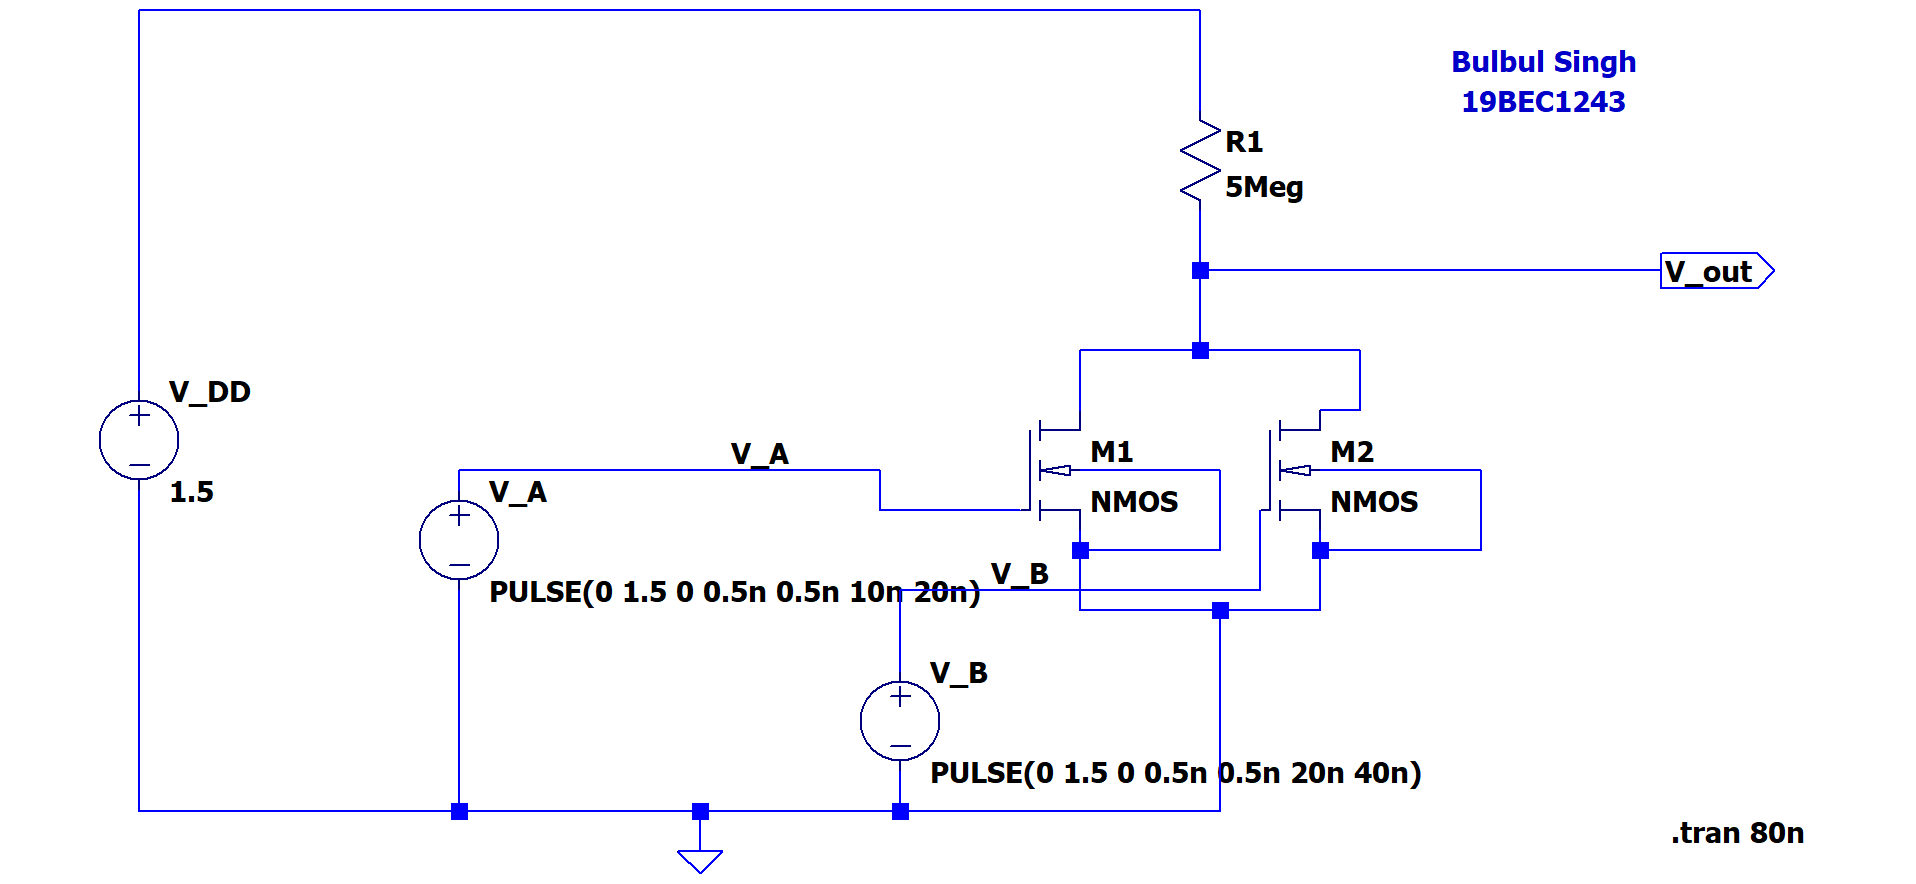 Bulbul Singh
19BEC1243
R1
5Meg
V_out
V_DD
1.5
V_A
V_A
PULSE(0 1.5 0 0.5n 0.5n 10n 20n)
M1
NMOS
M2
NMOS
V_B
V_B
PULSE(0 1.5 0 0.5n 0.5n 20n 40n)
.tran 80n